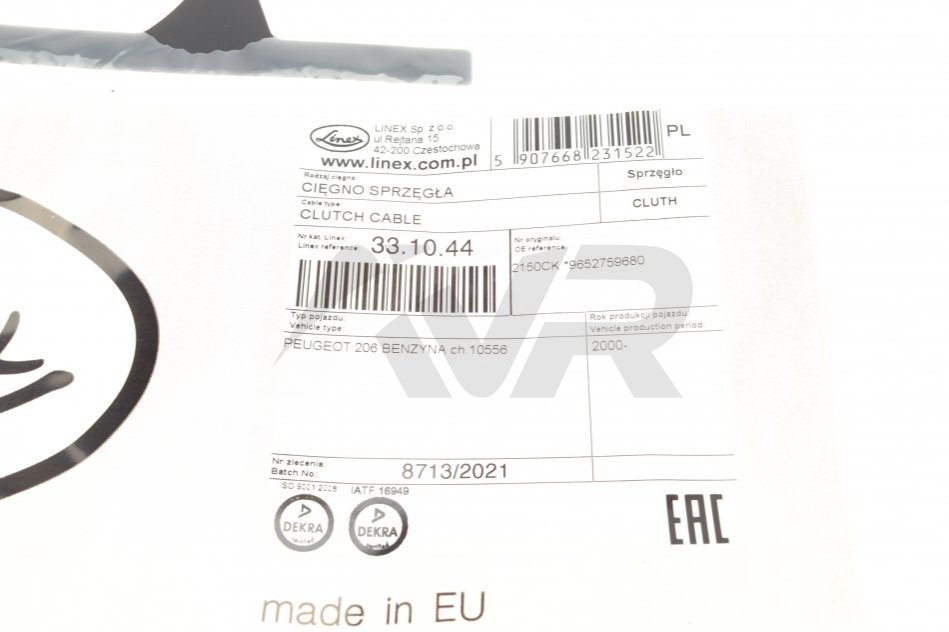 Linex
LINEX Sp. z o.o.
ul Rejtana 15
42-200 Czestochowa
www.linex.com.pl
PL
5 907668 231522
Rodzaj cięgna:
CIĘGNO SPRZĘGŁA
Sprzęgło
Cable type:
CLUTCH CABLE
CLUTH
Nr.kat. Linex:
Linex reference:
33.10.44
Nr oryginału:
OE reference:
2150CK *9652759680
Typ pojazdu:
Vehicle type
Rok produkcji pojazdu:
Vehicle production period:
PEUGEOT 206 BENZYNA ch.10556
2000-
Nr zlecenia:
Batch No.
8713/2021
ISO 9001:2008
IATF 16949
DEKRA
DEKRA
EAC
made in EU
VR